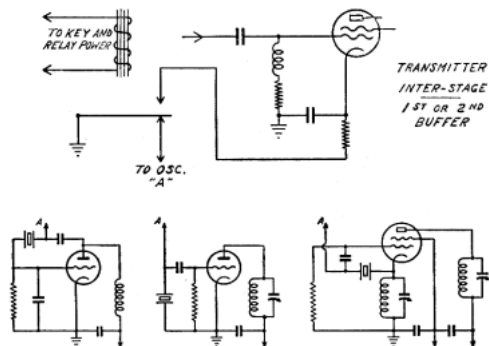 TO KEY AND
RELAY POWER
TRANSMITTER
INTER-STAGE
1ST OR 2ND
BUFFER
TO OSC.
"A"
A
A
A